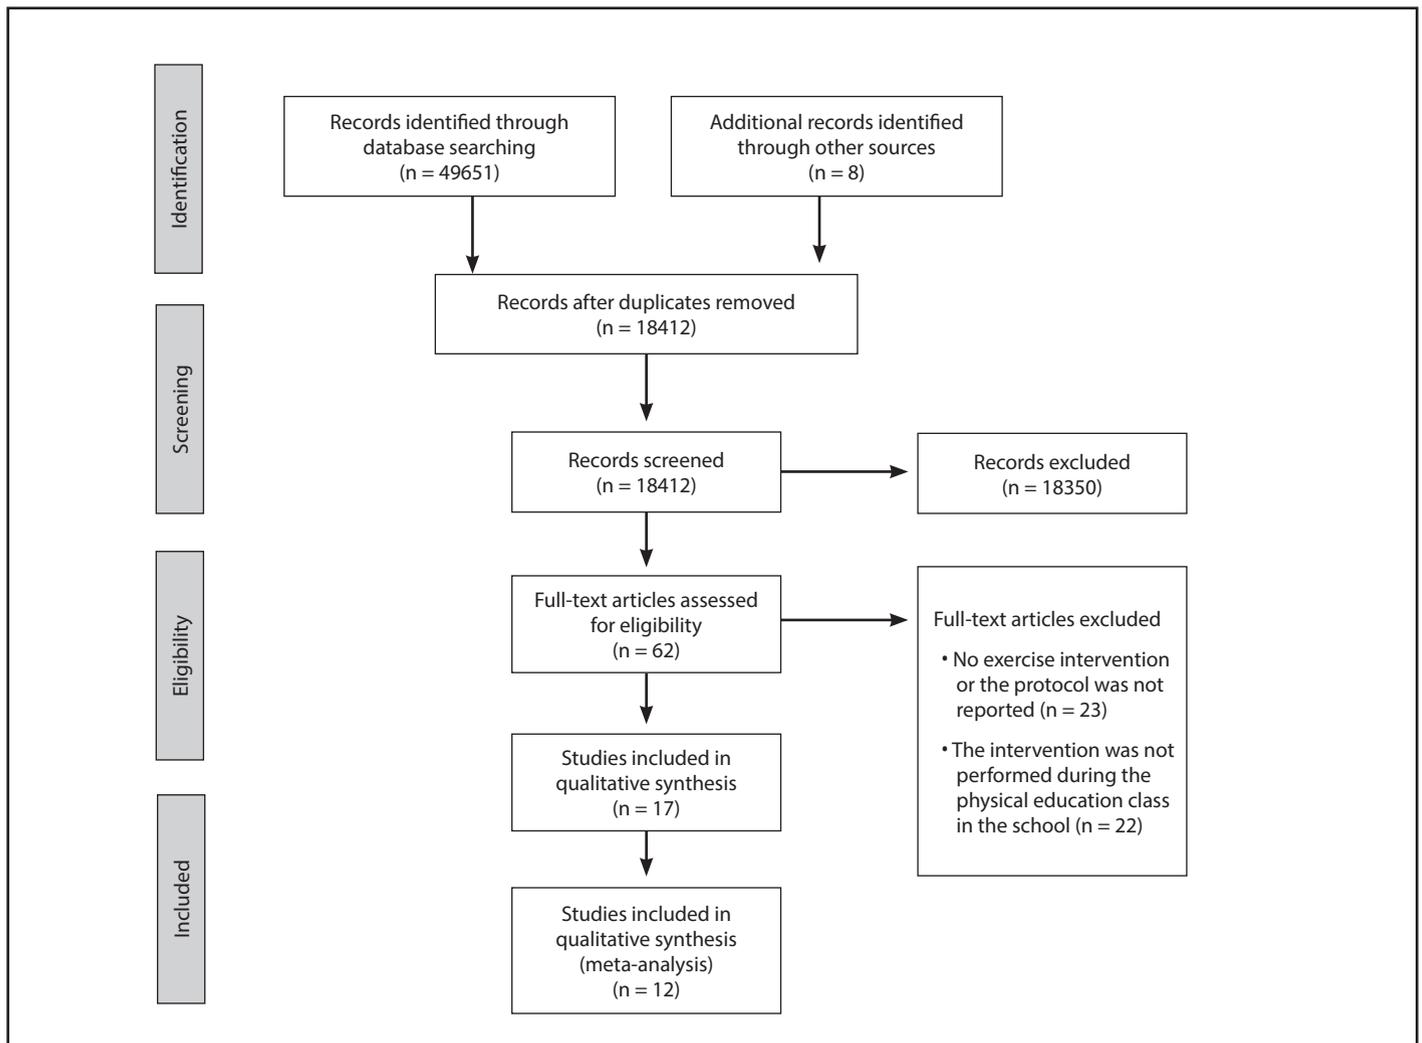 Identification
Records identified through
database searching
(n = 49651)
Additional records identified
through other sources
(n = 8)
Records after duplicates removed
(n = 18412)
Screening
Records screened
(n = 18412)
Records excluded
(n = 18350)
Eligibility
Full-text articles assessed
for eligibility
(n = 62)
Full-text articles excluded
• No exercise intervention
or the protocol was not
reported (n = 23)
• The intervention was not
performed during the
physical education class
in the school (n = 22)
Studies included in
qualitative synthesis
(n = 17)
Included
Studies included in
qualitative synthesis
(meta-analysis)
(n = 12)